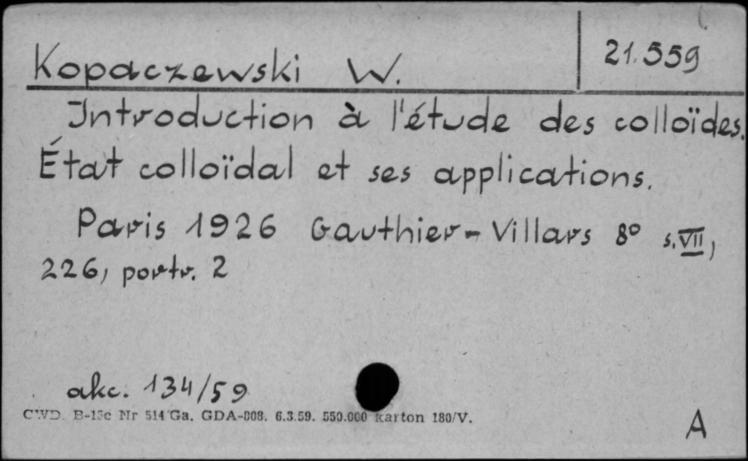 Kopaczewski W.
21.559
Introduction à l'étude des colloïdes.
État colloïdal et ses applications.
Paris 1926 Gauthier-Villars 8° s. VII,
226, portr. 2
akc. 134/59
CWD. B-13c Nr 514 Ga. GDA-008. 6.3.59. 550.000 karton 180/V.
A